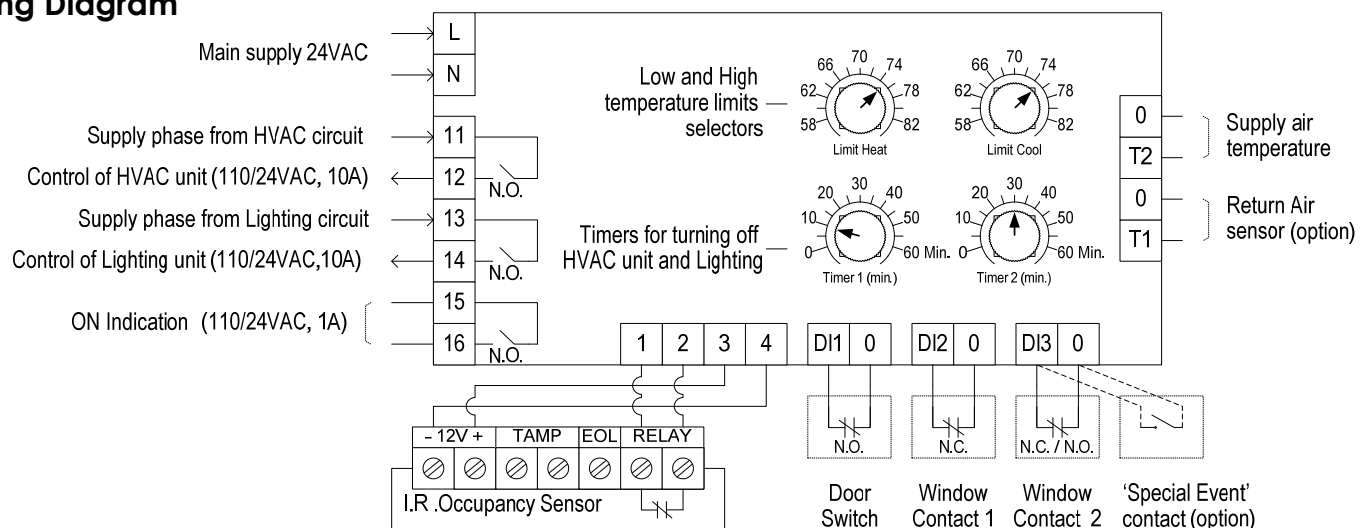 ng Diagram
Main supply 24VAC
L
N
Supply phase from HVAC circuit
11
Control of HVAC unit (110/24VAC, 10A)
12
N.O.
Supply phase from Lighting circuit
13
Control of Lighting unit (110/24VAC,10A)
14
N.O.
ON Indication (110/24VAC, 1A)
15
16
N.O.
Low and High
temperature limits
selectors
58 62 66 70 74 78 82
Limit Heat
58 62 66 70 74 78 82
Limit Cool
Timers for turning off
HVAC unit and Lighting
0 10 20 30 40 50 60 Min.
Timer 1 (min.)
0 10 20 30 40 50 60 Min.
Timer 2 (min.)
0
T2
Supply air
temperature
0
T1
Return Air
sensor (option)
1 2 3 4
DI1 0
DI2 0
DI3 0
- 12V + TAMP EOL RELAY
I.R .Occupancy Sensor
N.O.
N.C.
N.C. / N.O.
Door
Switch
Window
Contact 1
Window
Contact 2
'Special Event'
contact (option)